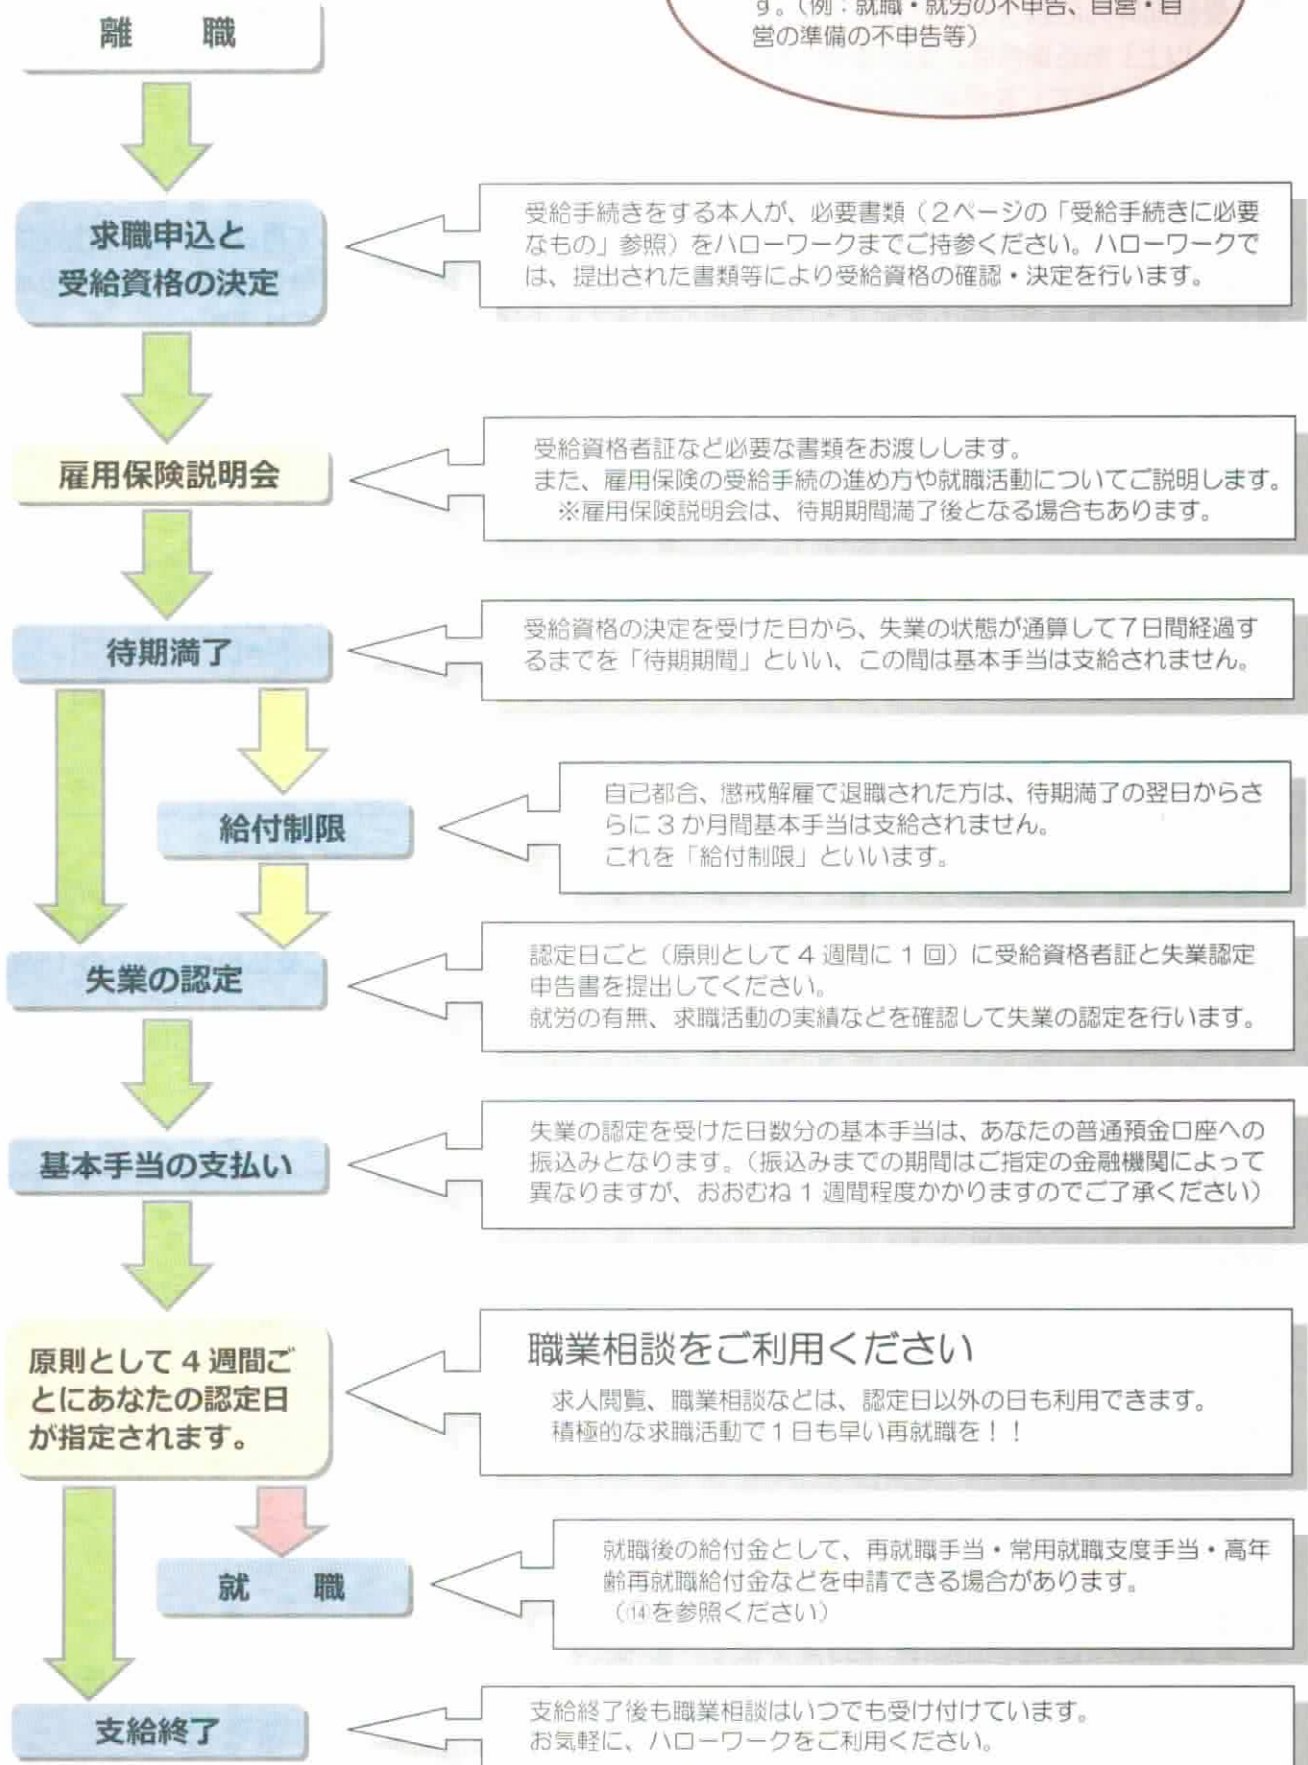 す。（例：就職・就労の不申告、自営・自
営の準備の不申告等）
離　職
求職申込と
受給資格の決定
受給手続きをする本人が、必要書類（２ページの「受給手続きに必要
なもの」参照）をハローワークまでご持参ください。ハローワークで
は、提出された書類等により受給資格の確認・決定を行います。
雇用保険説明会
受給資格者証など必要な書類をお渡しします。
また、雇用保険の受給手続の進め方や就職活動についてご説明します。
※雇用保険説明会は、待期期間満了後となる場合もあります。
待期満了
受給資格の決定を受けた日から、失業の状態が通算して７日間経過す
るまでを「待期期間」といい、この間は基本手当は支給されません。
給付制限
自己都合、懲戒解雇で退職された方は、待期満了の翌日からさ
らに３か月間基本手当は支給されません。
これを「給付制限」といいます。
失業の認定
認定日ごと（原則として４週間に１回）に受給資格者証と失業認定
申告書を提出してください。
就労の有無、求職活動の実績などを確認して失業の認定を行います。
基本手当の支払い
失業の認定を受けた日数分の基本手当は、あなたの普通預金口座への
振込みとなります。（振込みまでの期間はご指定の金融機関によって
異なりますが、おおむね１週間程度かかりますのでご了承ください）
原則として４週間ご
とにあなたの認定日
が指定されます。
職業相談をご利用ください
求人閲覧、職業相談などは、認定日以外の日も利用できます。
積極的な求職活動で１日も早い再就職を！！
就　職
就職後の給付金として、再就職手当・常用就職支度手当・高年
齢再就職給付金などを申請できる場合があります。
（⑭を参照ください）
支給終了
支給終了後も職業相談はいつでも受け付けています。
お気軽に、ハローワークをご利用ください。